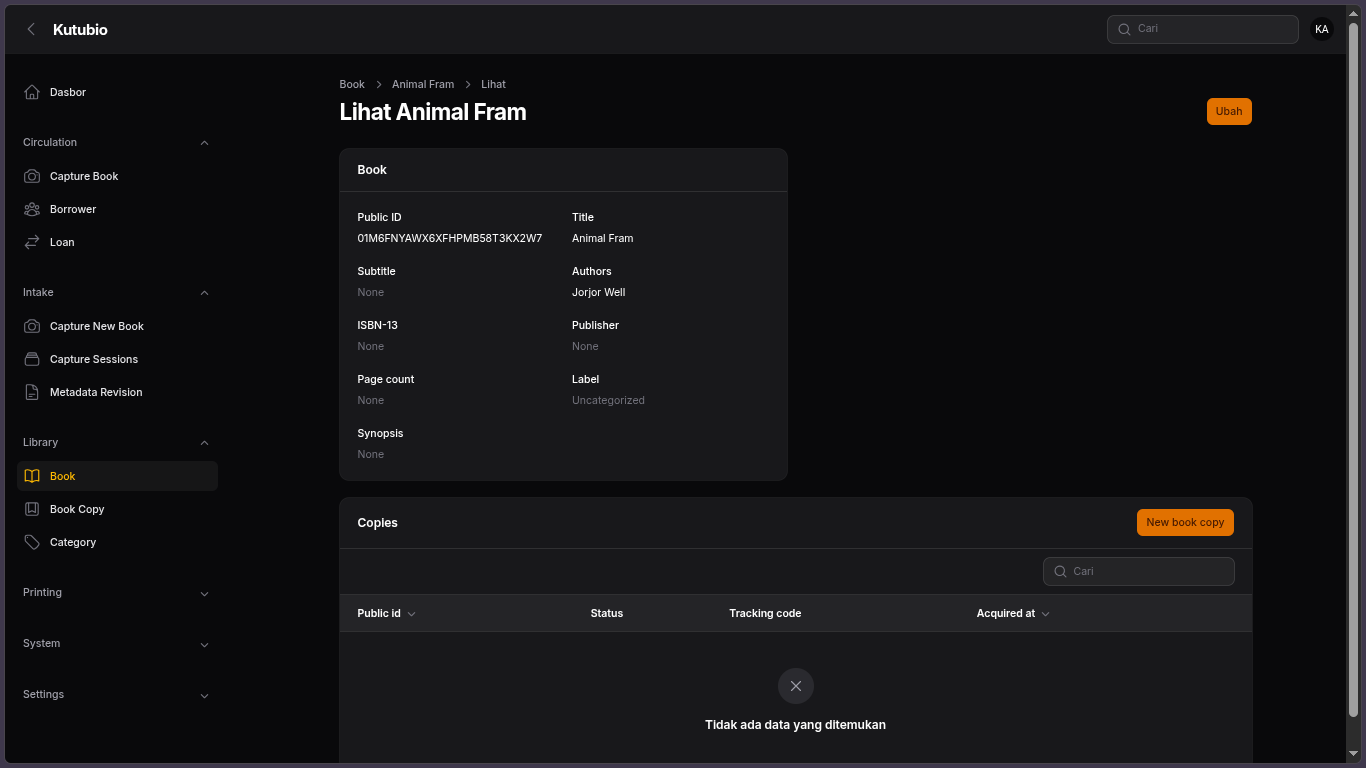 Kutubio
Cari
KA
Dasbor
Circulation
Capture Book
Borrower
Loan
Intake
Capture New Book
Capture Sessions
Metadata Revision
Library
Book
Book Copy
Category
Printing
System
Settings
Book > Animal Fram > Lihat
Lihat Animal Fram
Ubah
Book
Public ID Title
01M6FNYAWX6XFHPMB58T3KX2W7 Animal Fram
Subtitle Authors
None Jorjor Well
ISBN-13 Publisher
None None
Page count Label
None Uncategorized
Synopsis
None
Copies
New book copy
Cari
Public id Status Tracking code Acquired at
Tidak ada data yang ditemukan